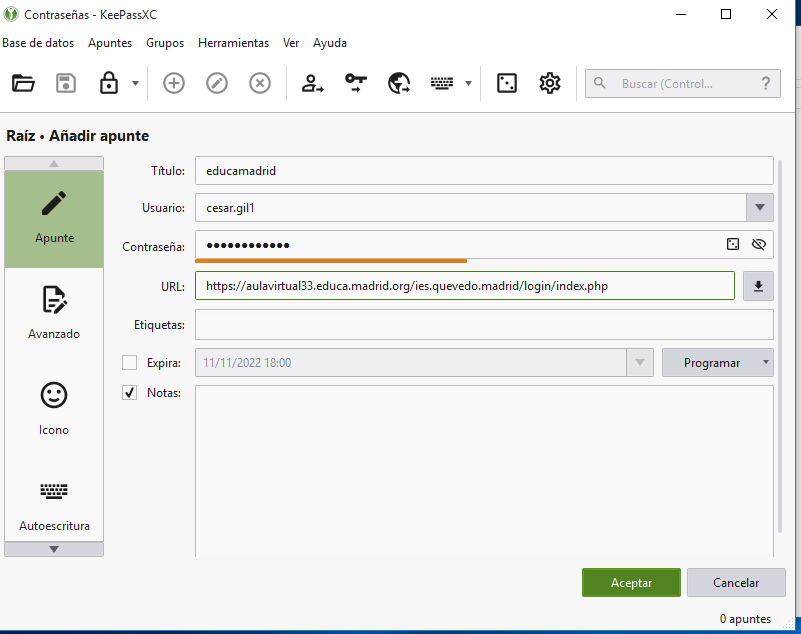 Contraseñas - KeePassXC
Base de datos Apuntes Grupos Herramientas Ver Ayuda
Buscar (Control... ?
Raíz • Añadir apunte
Título: educamadrid
Apunte
Usuario: cesar.gil1
Contraseña: ●●●●●●●●●●●●
URL: https://aulavirtual33.educa.madrid.org/ies.quevedo.madrid/login/index.php
Avanzado
Etiquetas:
Expira: 11/11/2022 18:00 Programar
Notas:
Icono
Autoescritura
Aceptar Cancelar
0 apuntes